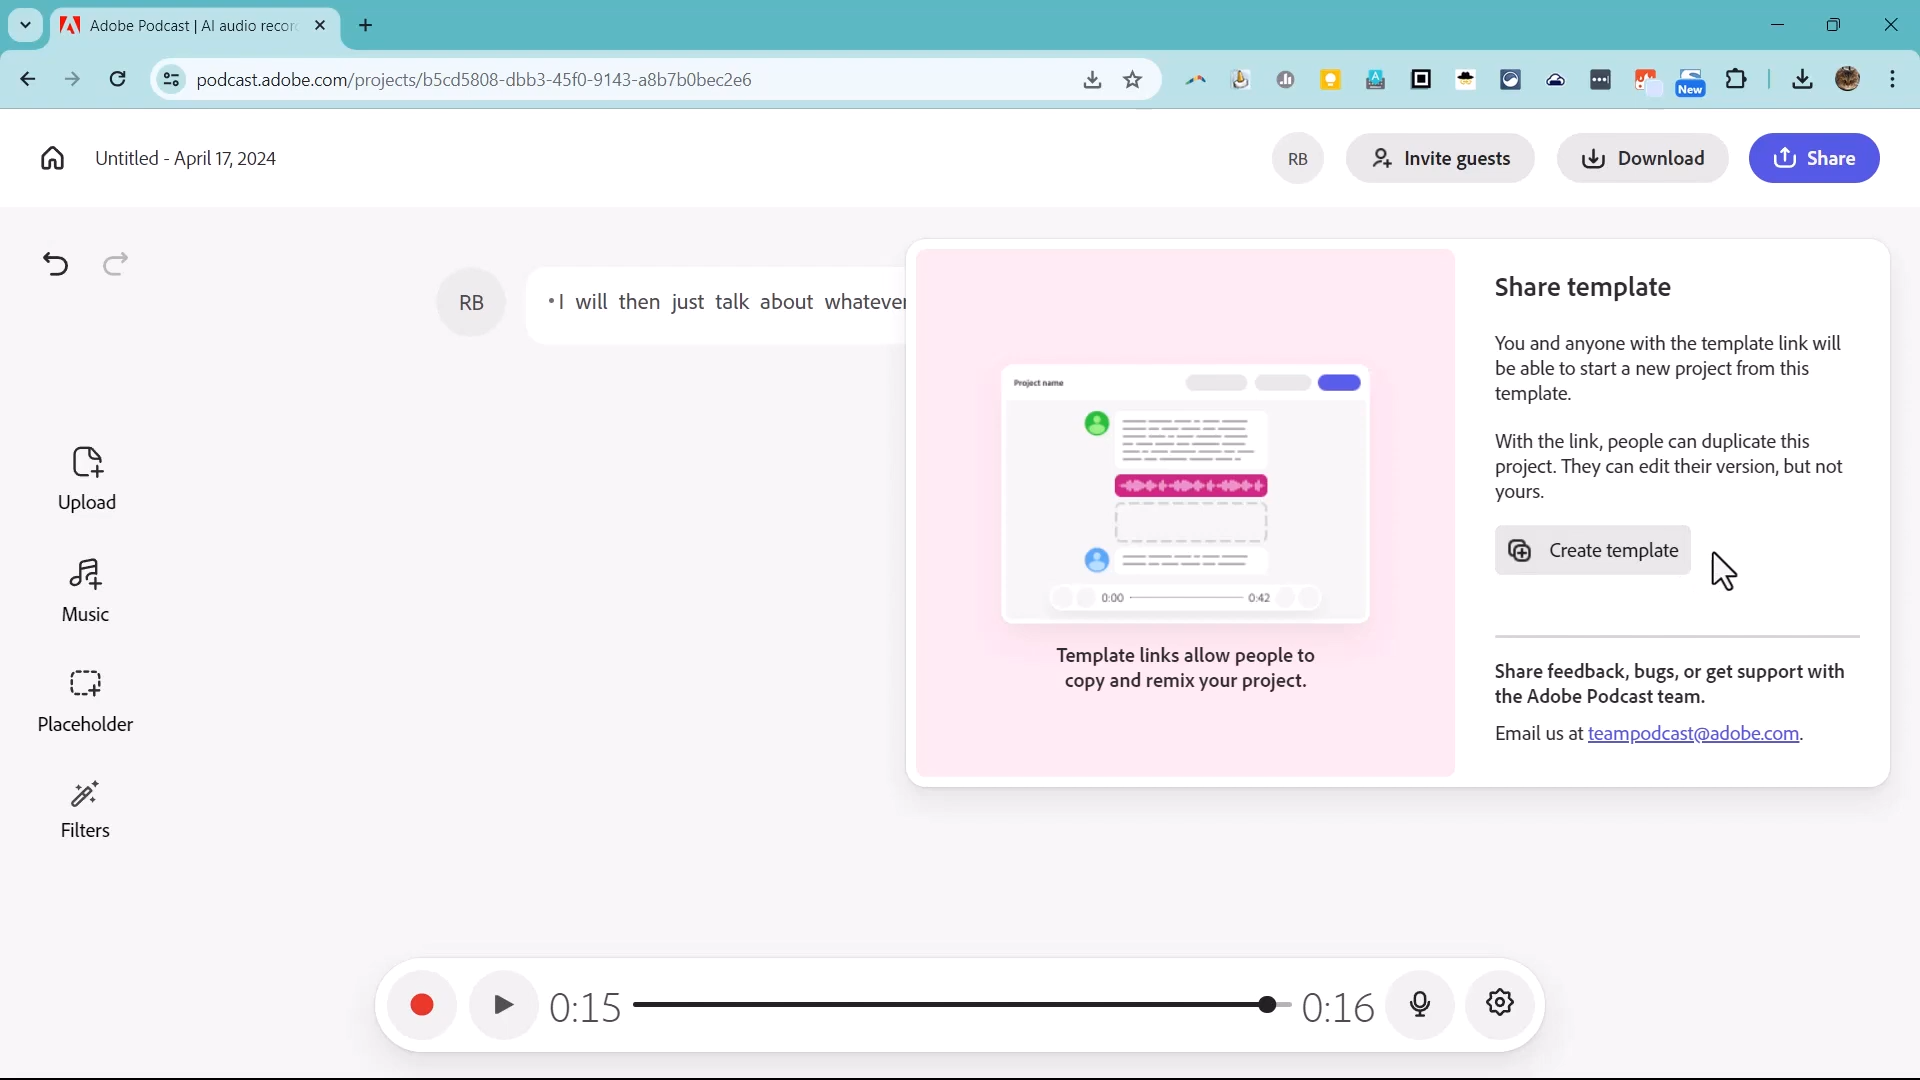 Adobe Podcast | AI audio recor
podcast.adobe.com/projects/b5cd5808-dbb3-45f0-9143-a8b7b0bec2e6
New
Untitled - April 17, 2024
RB
Invite guests
Download
Share
RB
•I will then just talk about whatever
Upload
Music
Placeholder
Filters
Project name
0:00
0:42
Template links allow people to
copy and remix your project.
Share template
You and anyone with the template link will
be able to start a new project from this
template.
With the link, people can duplicate this
project. They can edit their version, but not
yours.
Create template
Share feedback, bugs, or get support with
the Adobe Podcast team.
Email us at teampodcast@adobe.com.
0:15
0:16